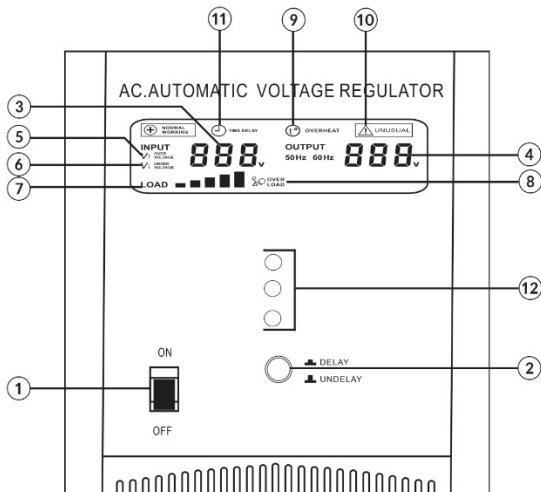 11 9 10
AC.AUTOMATIC VOLTAGE REGULATOR
3
NORMAL WORKING TIME DELAY t° OVERHEAT UNUSUAL
5 INPUT OVER VOLTAGE 888v OUTPUT 50Hz 60Hz 888v 4
6 UNDER VOLTAGE
7 LOAD OVER LOAD 8
12
ON
DELAY 2
1 UNDELAY
OFF